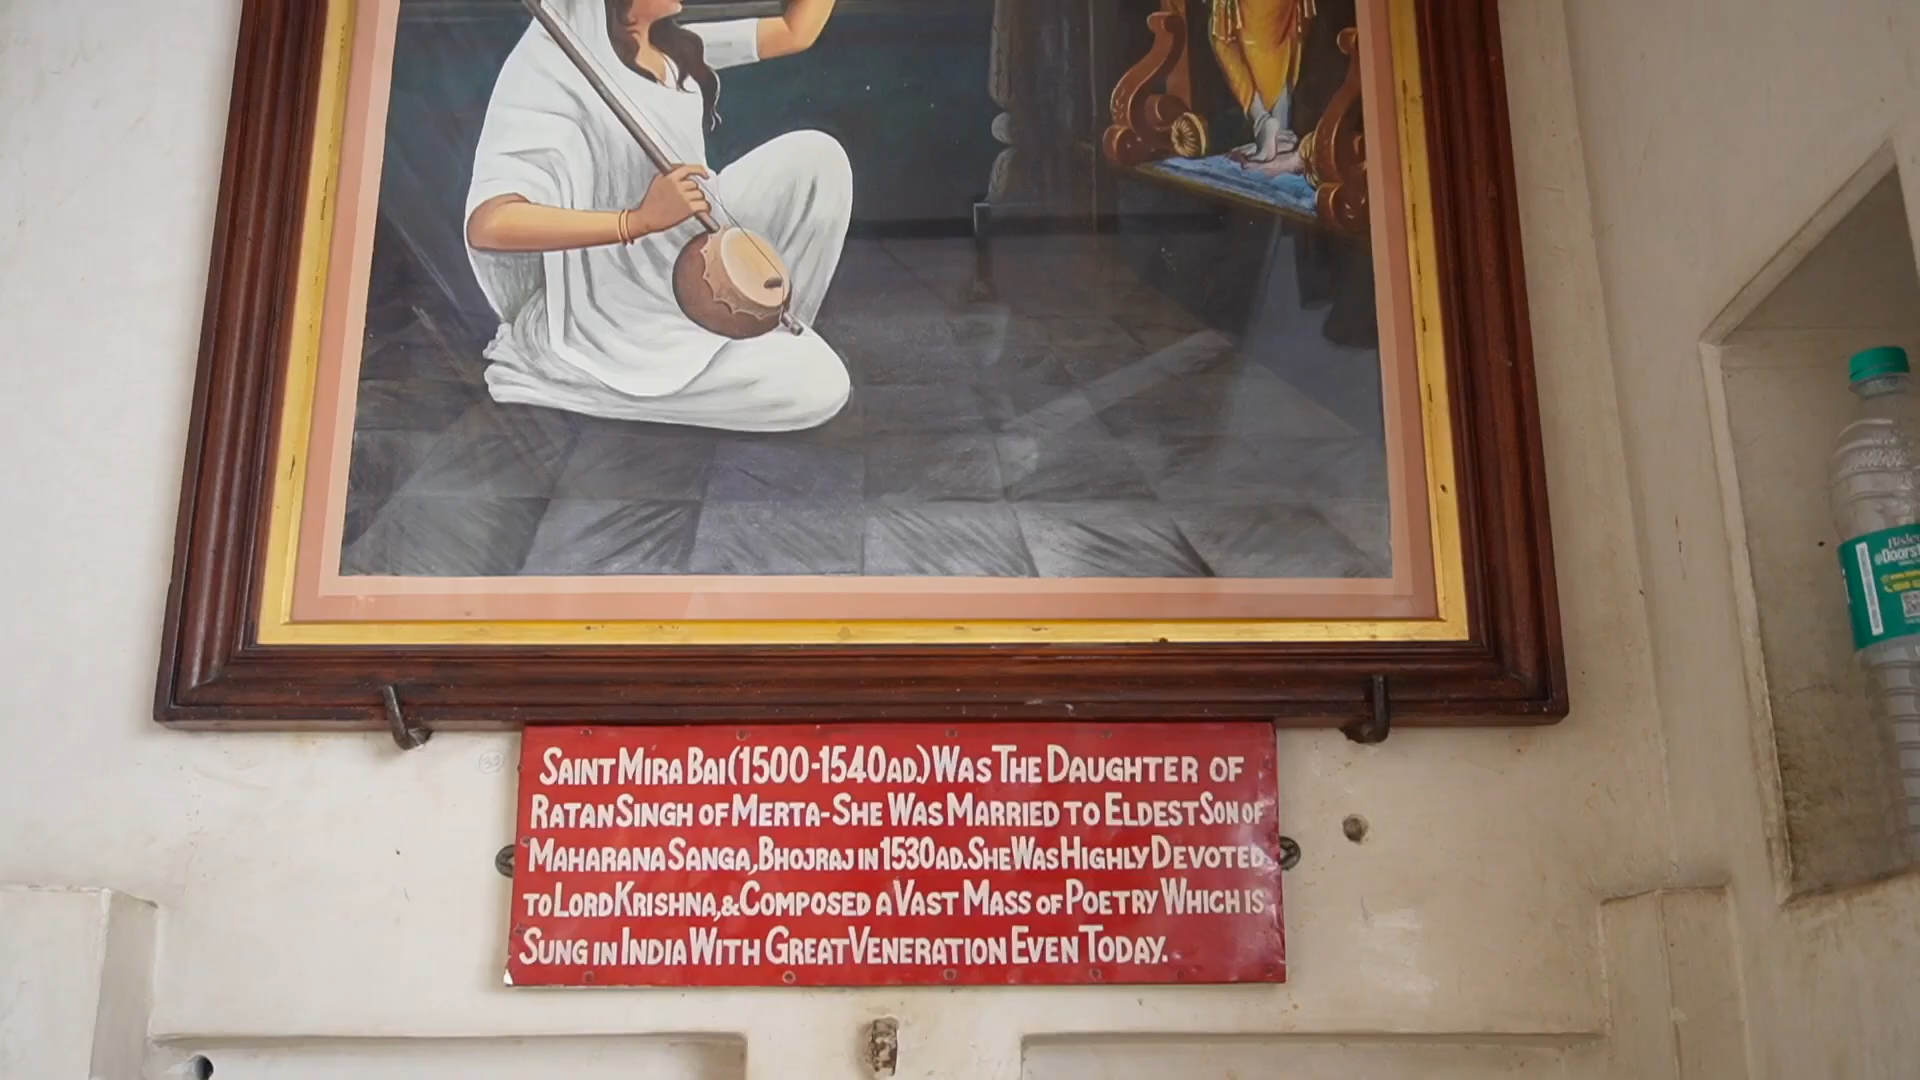 SAINT MIRA BAI (1500-1540 AD.) WAS THE DAUGHTER OF
RATAN SINGH OF MERTA-SHE WAS MARRIED TO ELDEST SON OF
MAHARANA SANGA, BHOJRAJ IN 1530 AD. SHE WAS HIGHLY DEVOTED
TO LORD KRISHNA, & COMPOSED A VAST MASS OF POETRY WHICH IS
SUNG IN INDIA WITH GREAT VENERATION EVEN TODAY.